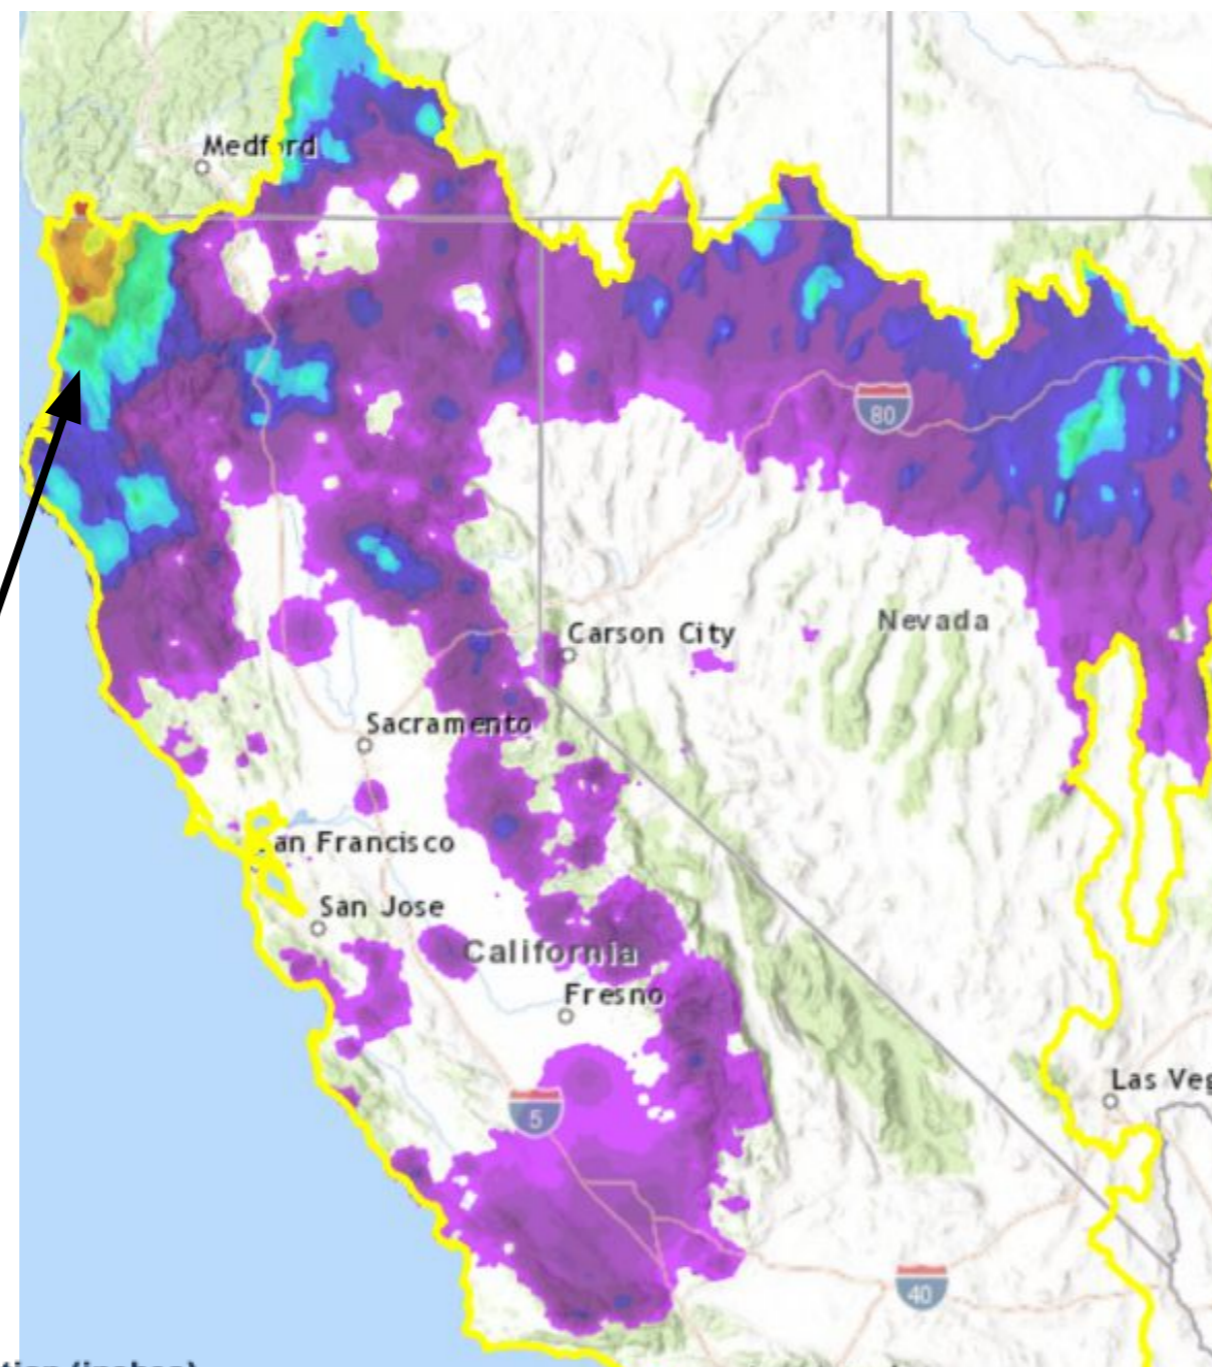 Medford
80
Carson City
Nevada
Sacramento
an Francisco
San Jose
California
Fresno
Las Veg
5
40